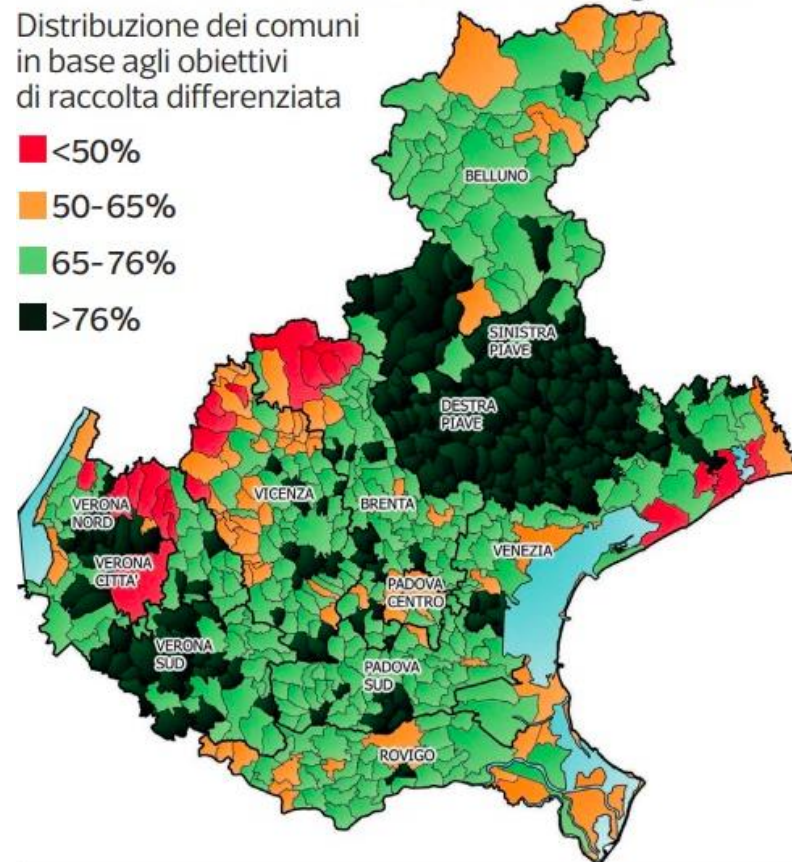 Distribuzione dei comuni
in base agli obiettivi
di raccolta differenziata
<50%
50-65%
65-76%
>76%
BELLUNO
SINISTRA
PIAVE
DESTRA
PIAVE
VICENZA
BRENTA
VERONA
NORD
VENEZIA
VERONA
CITTA'
PADOVA
CENTRO
VERONA
SUD
PADOVA
SUD
ROVIGO